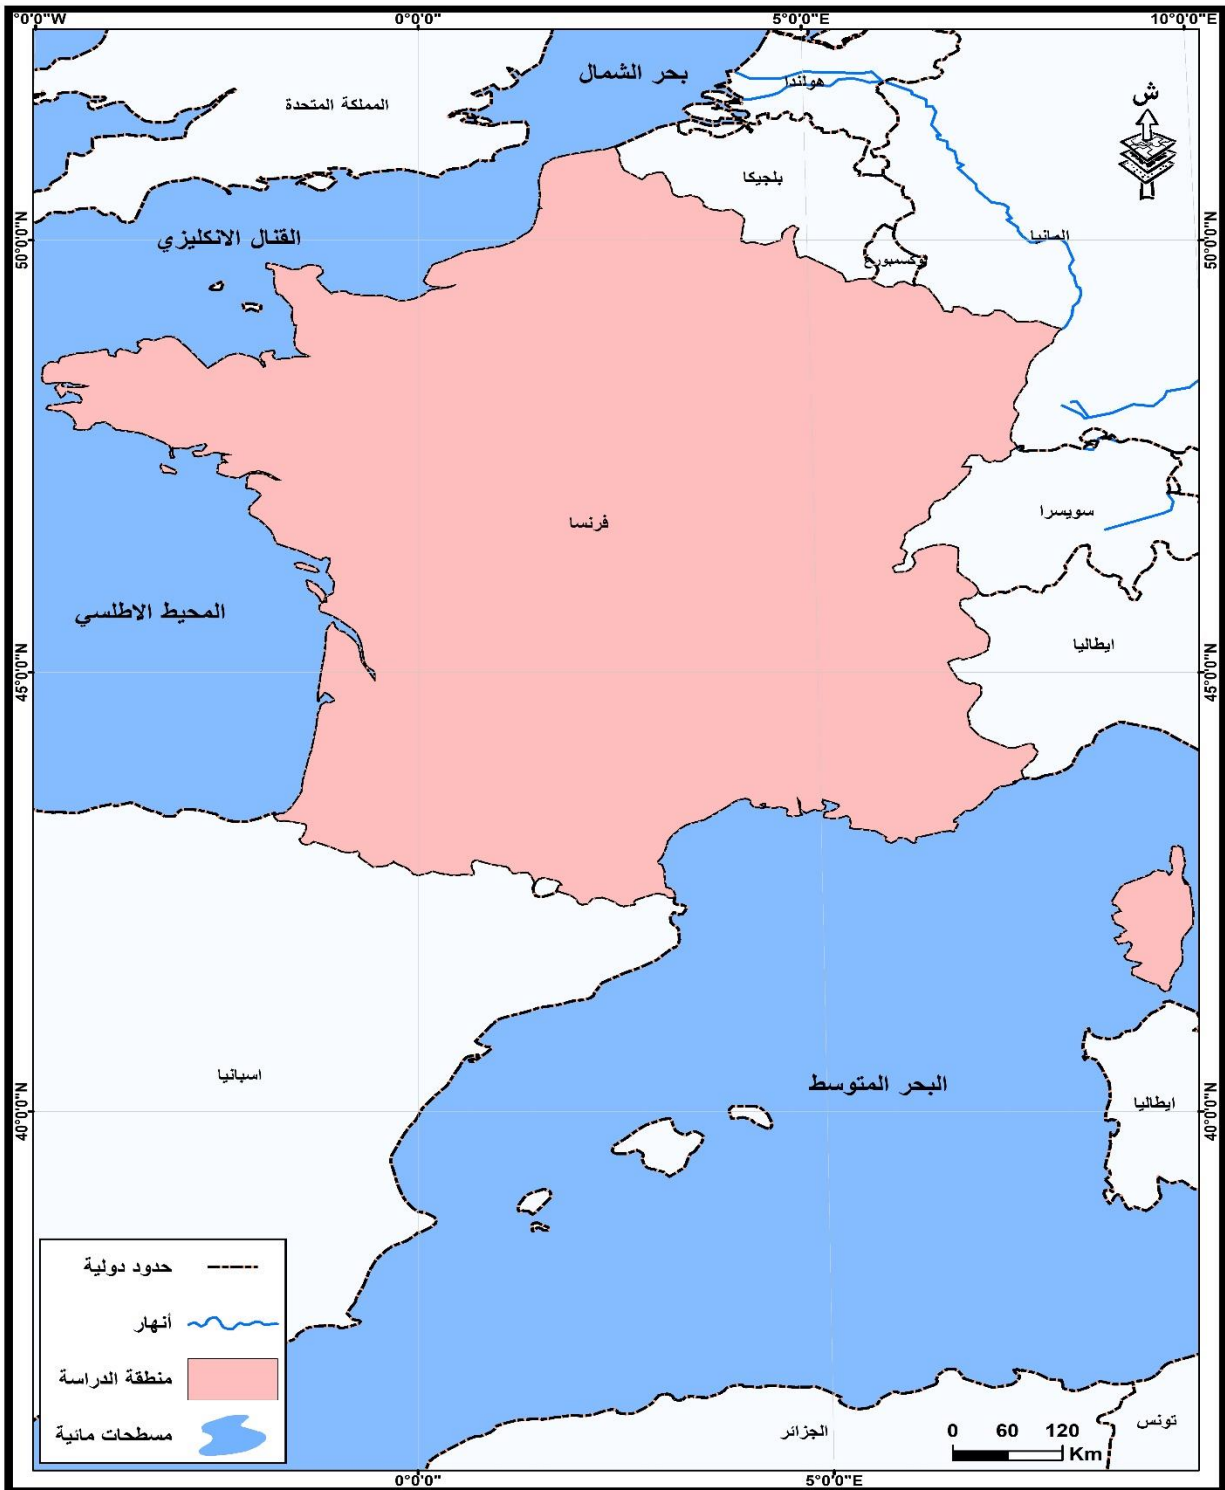 °0'0"W
0°0'0"
5°0'0"E
10°0'0"E
ش
بحر الشمال
هولندا
المملكة المتحدة
بلجيكا
المانيا
القنال الانكليزي
50°0'0"N
50°0'0"N
لوكسمبورغ
سويسرا
فرنسا
المحيط الاطلسي
ايطاليا
45°0'0"N
45°0'0"N
اسبانيا
البحر المتوسط
ايطاليا
40°0'0"N
40°0'0"N
حدود دولية
أنهار
منطقة الدراسة
مسطحات مائية
الجزائر
تونس
0 60 120
Km
0°0'0"
5°0'0"E